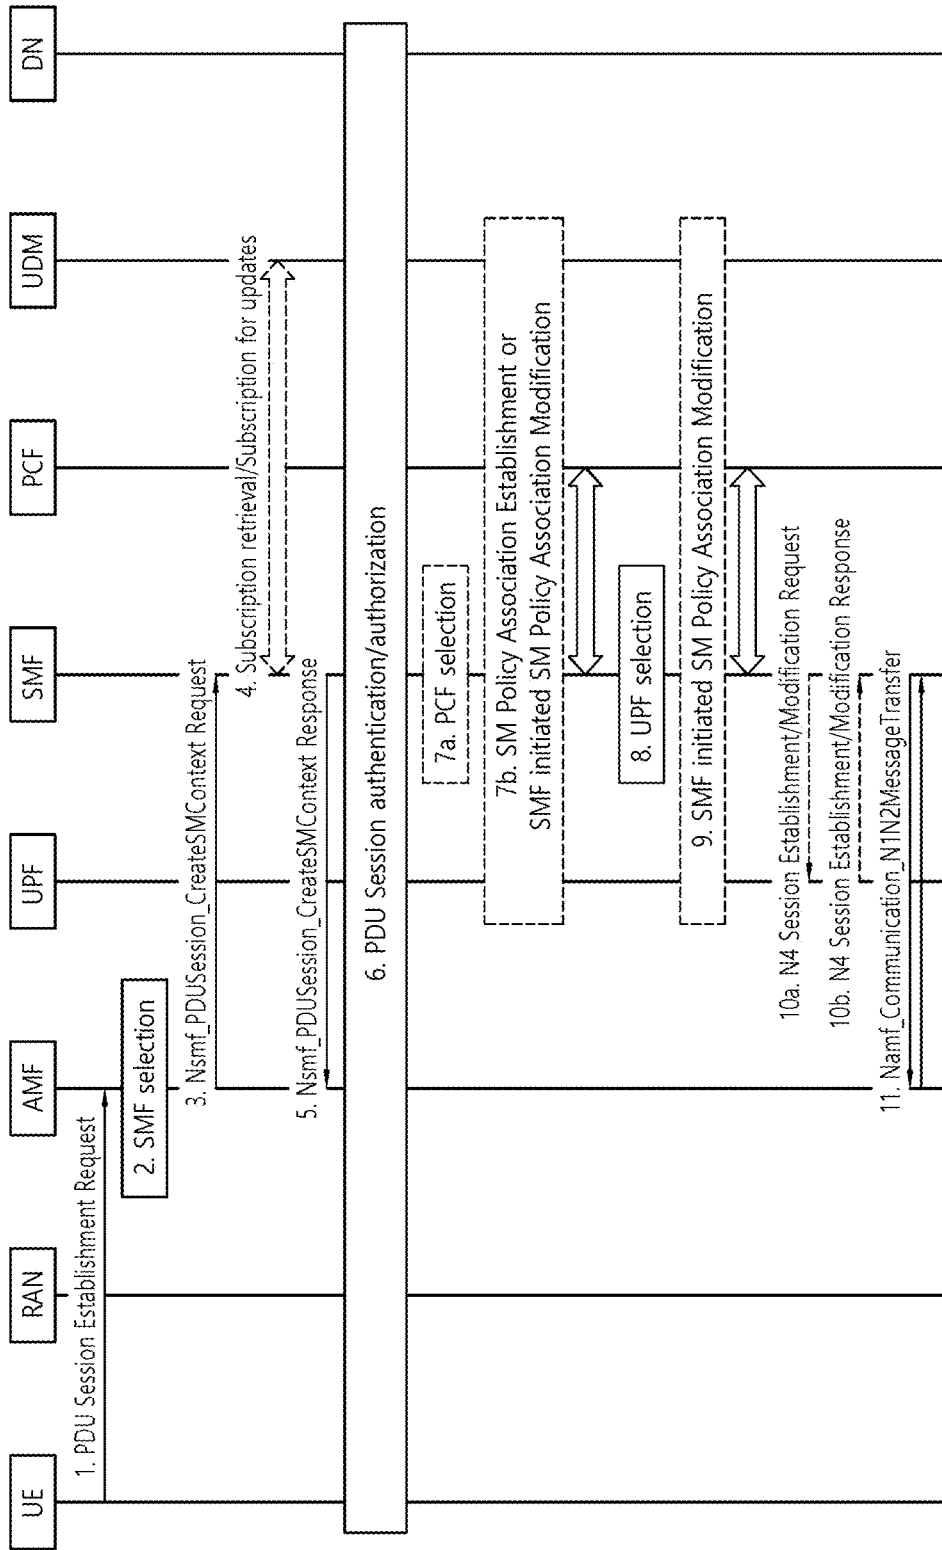 UE
RAN
AMF
UPF
SMF
PCF
UDM
DN
1. PDU Session Establishment Request
2. SMF selection
3. Nsmf_PDUSession_CreateSMContext Request
4. Subscription retrieval/Subscription for updates
5. Nsmf_PDUSession_CreateSMContext Response
6. PDU Session authentication/authorization
7a. PCF selection
7b. SM Policy Association Establishment or
SMF initiated SM Policy Association Modification
8. UPF selection
9. SMF initiated SM Policy Association Modification
10a. N4 Session Establishment/Modification Request
10b. N4 Session Establishment/Modification Response
11. Namf_Communication_N1N2MessageTransfer